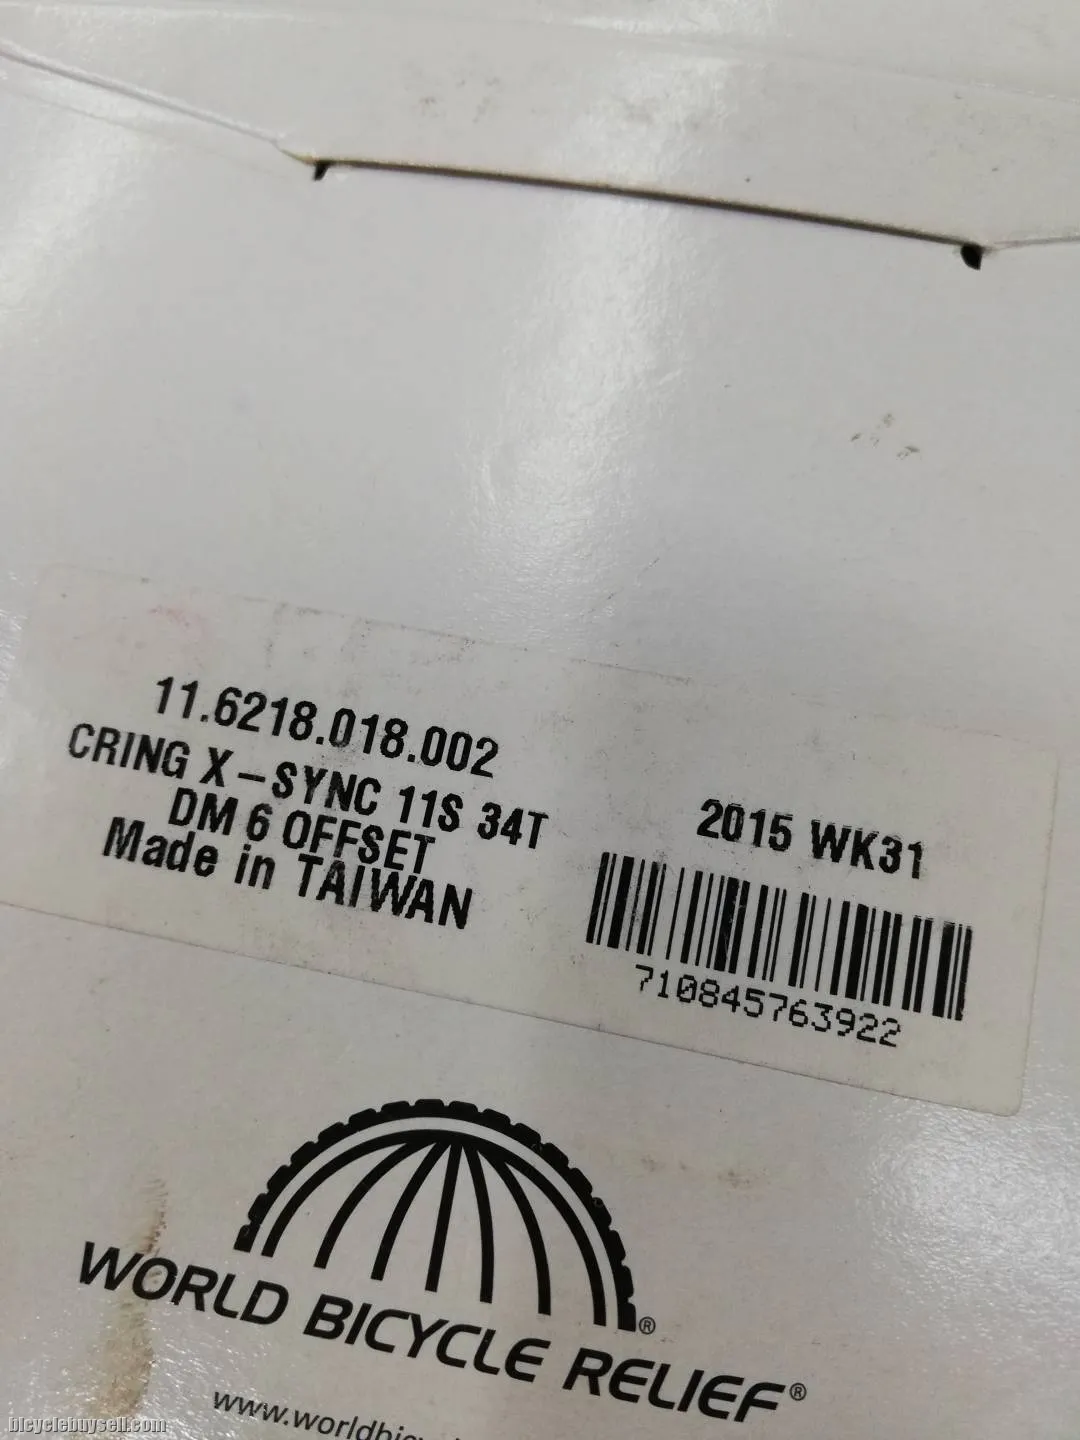 11.6218.018.002
CRING X-SYNC 11S 34T
DM 6 OFFSET
Made in TAIWAN
2015 WK31
710845763922
WORLD BICYCLE RELIEF®
®
bicyclebuysell.com